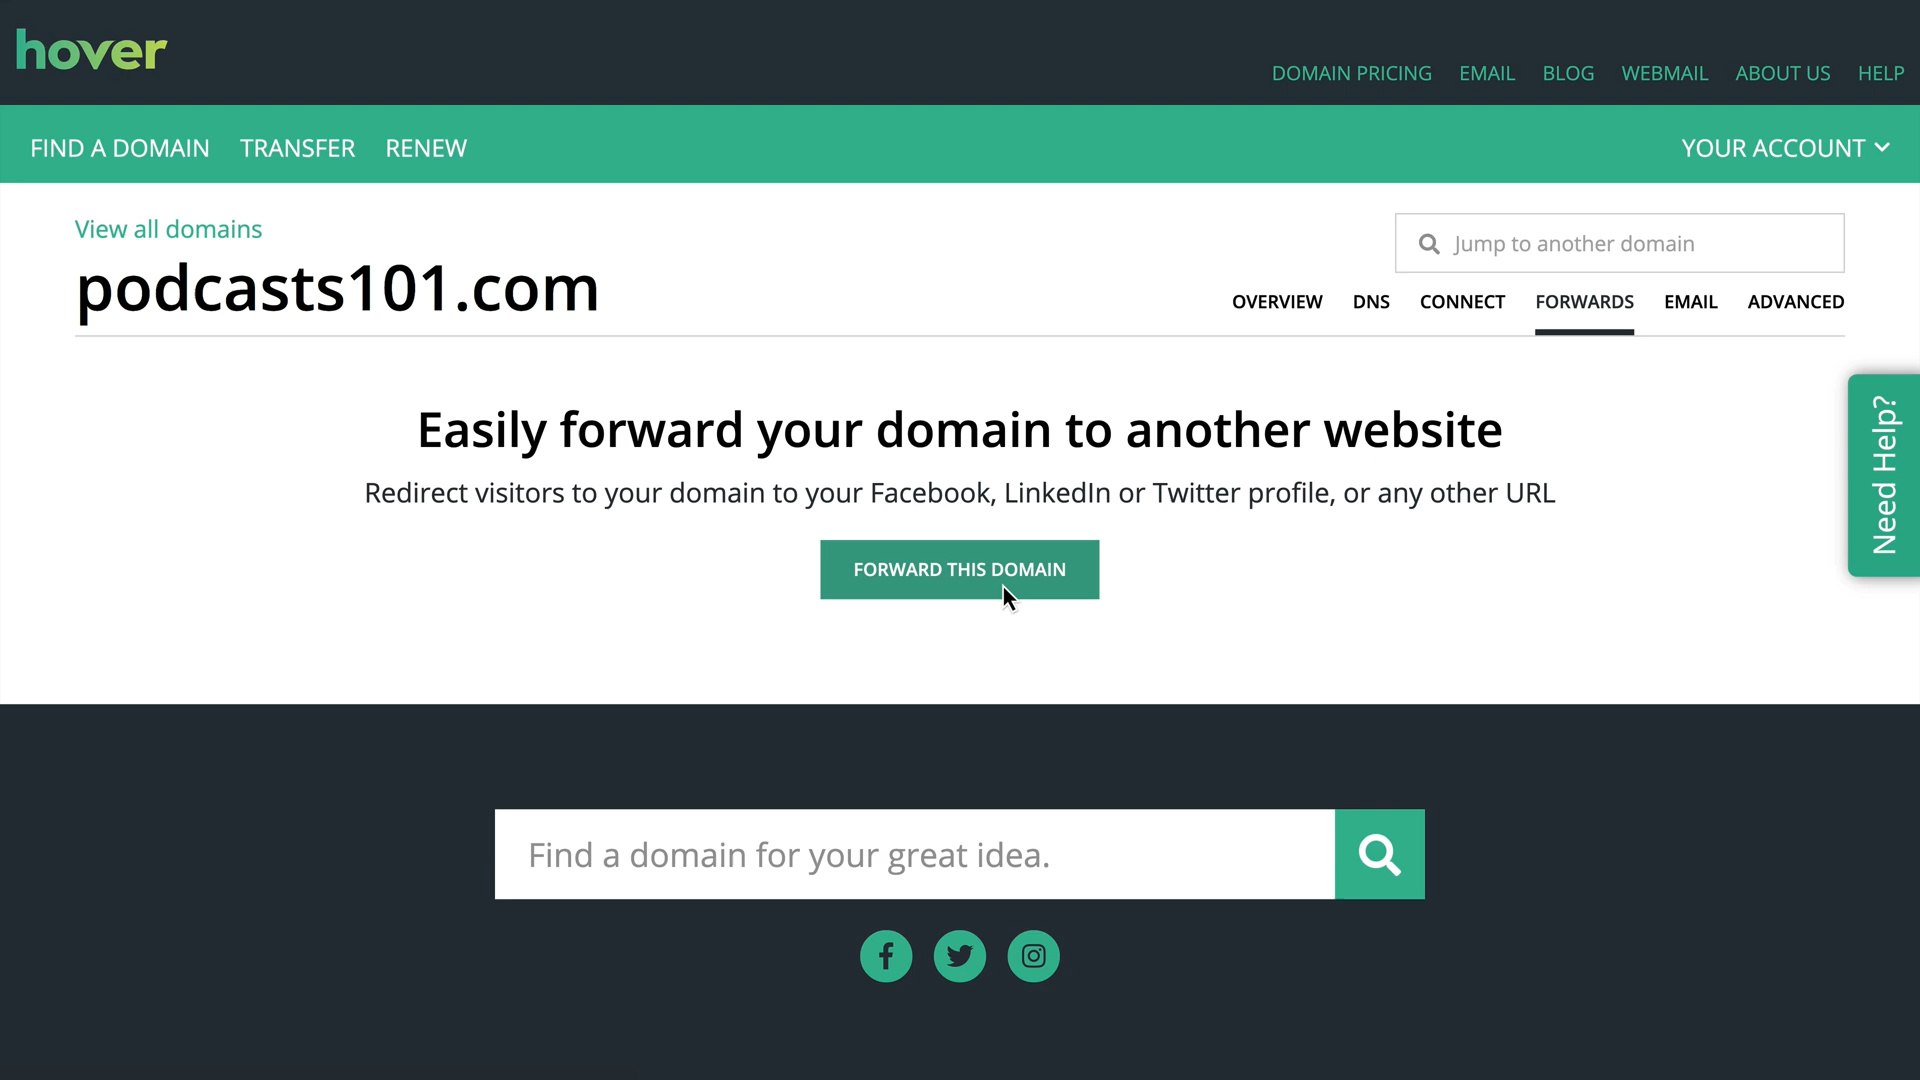 hover
DOMAIN PRICING EMAIL BLOG WEBMAIL ABOUT US HELP
FIND A DOMAIN TRANSFER RENEW YOUR ACCOUNT
View all domains
podcasts101.com
Jump to another domain
OVERVIEW DNS CONNECT FORWARDS EMAIL ADVANCED
Easily forward your domain to another website
Redirect visitors to your domain to your Facebook, LinkedIn or Twitter profile, or any other URL
FORWARD THIS DOMAIN
Need Help?
Find a domain for your great idea.